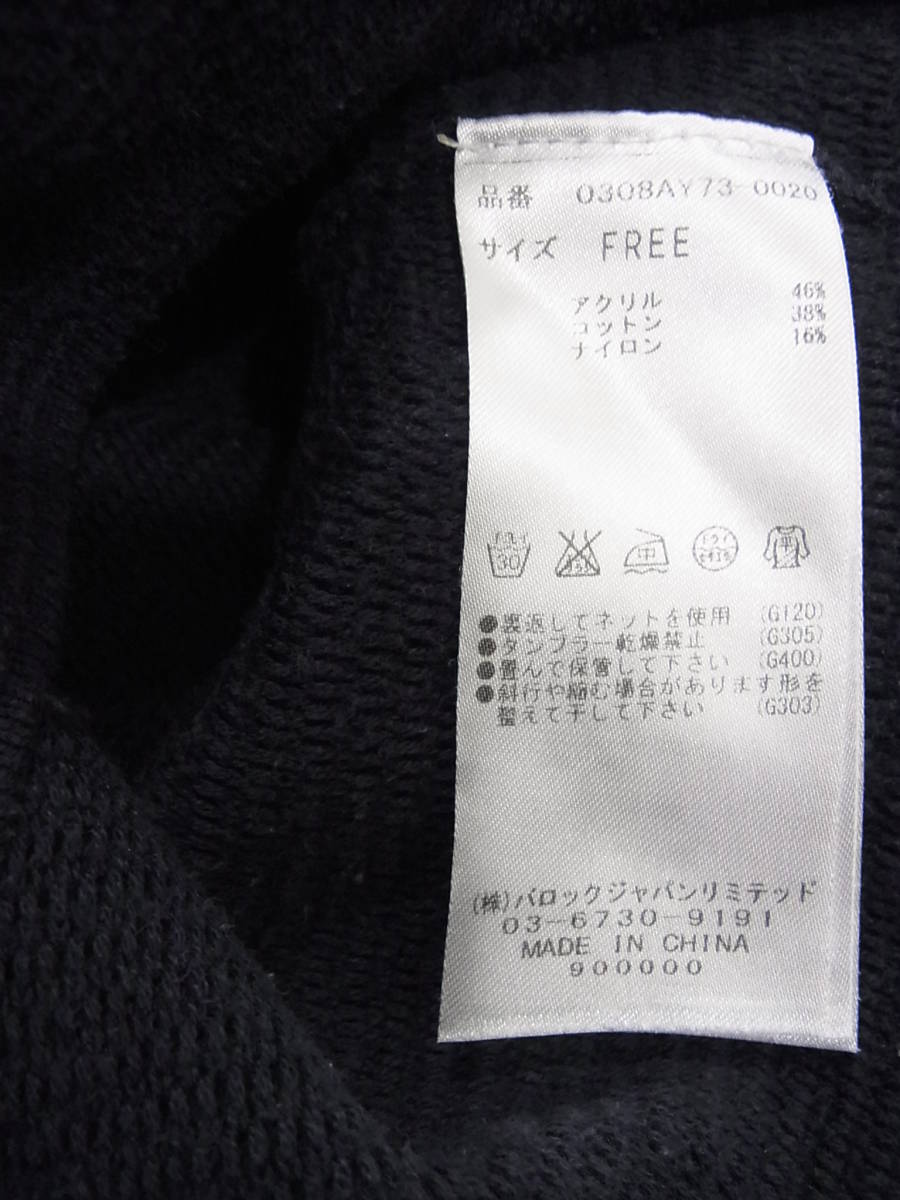 品番 0308AY73-0020
サイズ FREE
アクリル 46%
コットン 38%
ナイロン 16%
30
中
ドライ
平
●裏返してネットを使用 (G120)
●タンブラー乾燥禁止 (G305)
●畳んで保管して下さい (G400)
●斜行や縮む場合があります形を
整えて干して下さい (G303)
(株)バロックジャパンリミテッド
03-6730-9191
MADE IN CHINA
900000